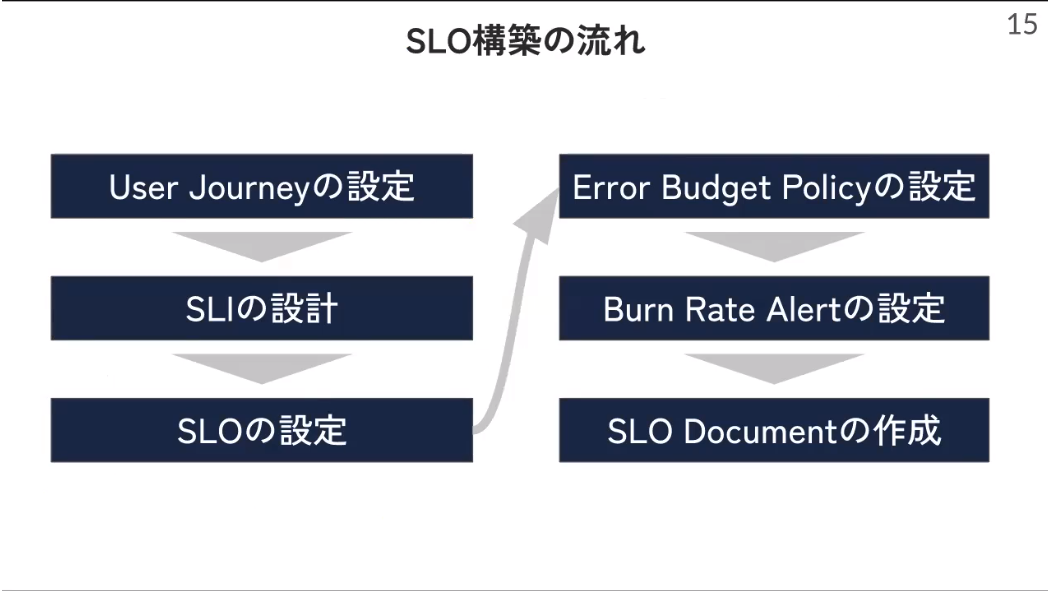 15
SLO構築の流れ
User Journeyの設定
SLIの設計
SLOの設定
Error Budget Policyの設定
Burn Rate Alertの設定
SLO Documentの作成